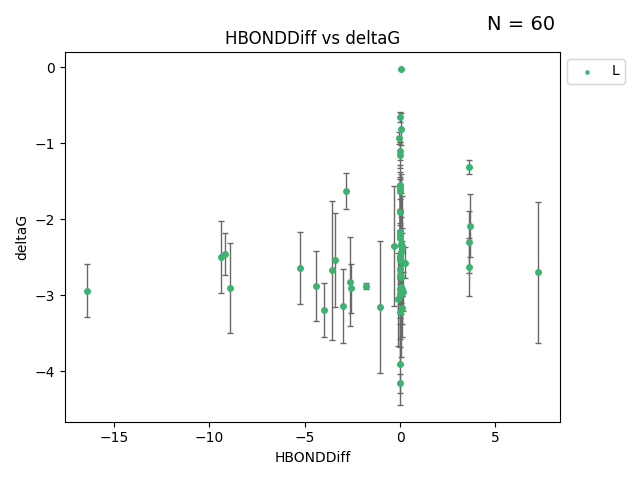 N = 60
HBONDDiff vs deltaG
L
0
−1
−2
−3
−4
deltaG
−15 −10 −5 0 5
HBONDDiff